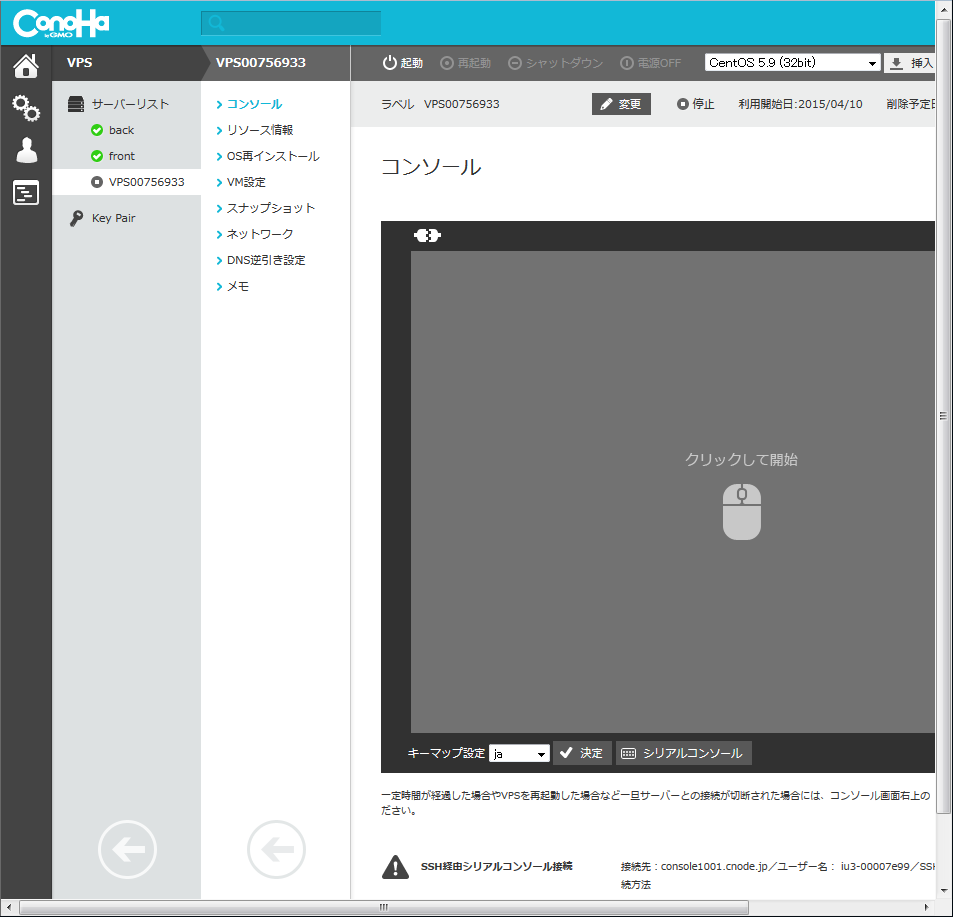 ConoHa
by GMO
VPS
VPS00756933
起動
再起動
シャットダウン
電源OFF
CentOS 5.9 (32bit)
挿入
サーバーリスト
back
front
VPS00756933
Key Pair
コンソール
リソース情報
OS再インストール
VM設定
スナップショット
ネットワーク
DNS逆引き設定
メモ
ラベル VPS00756933
変更
停止
利用開始日:2015/04/10
削除予定日
コンソール
クリックして開始
キーマップ設定
ja
決定
シリアルコンソール
一定時間が経過した場合やVPSを再起動した場合など一旦サーバーとの接続が切断された場合には、コンソール画面右上の
ださい。
SSH経由シリアルコンソール接続
接続先：console1001.cnode.jp／ユーザー名： iu3-00007e99／SSH
続方法